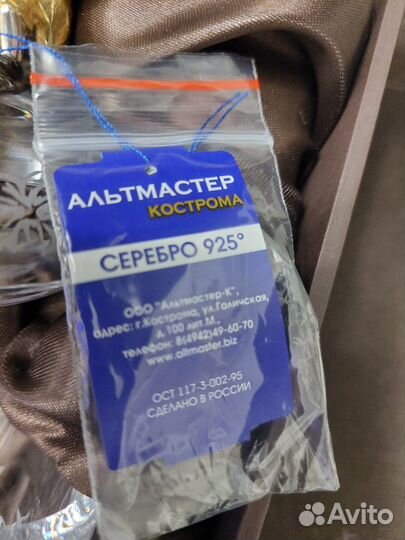 АЛЬТМАСТЕР
КОСТРОМА
СЕРЕБРО 925°
ООО "Альтмастер-К",
адрес: г.Кострома, ул.Галичская,
д.100 лит.М.,
телефон: 8(4942)49-60-70
www.altmaster.biz
ОСТ 117-3-002-95
СДЕЛАНО В РОССИИ
Avito